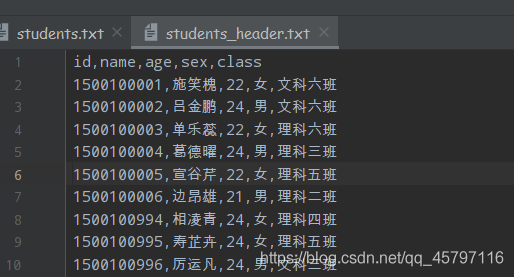 students.txt
students_header.txt
1 id,name,age,sex,class
2 1500100001,施笑槐,22,女,文科六班
3 1500100002,吕金鹏,24,男,文科六班
4 1500100003,单乐蕊,22,女,理科六班
5 1500100004,葛德曜,24,男,理科三班
6 1500100005,宣谷芹,22,女,理科五班
7 1500100006,边昂雄,21,男,理科二班
8 1500100994,相凌青,24,女,理科四班
9 1500100995,寿芷卉,24,女,理科五班
10 1500100996,厉运凡,24,男,文科三班
https://blog.csdn.net/qq_45797116